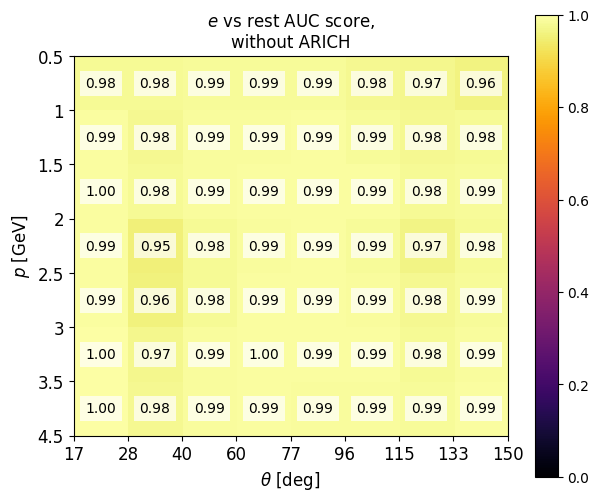 e vs rest AUC score,
without ARICH
0.5
0.98 0.98 0.99 0.99 0.99 0.98 0.97 0.96
1
0.99 0.98 0.99 0.99 0.99 0.99 0.98 0.98
1.5
1.00 0.98 0.99 0.99 0.99 0.99 0.98 0.99
2
0.99 0.95 0.98 0.99 0.99 0.99 0.97 0.98
2.5
0.99 0.96 0.98 0.99 0.99 0.99 0.98 0.99
3
1.00 0.97 0.99 1.00 0.99 0.99 0.98 0.99
3.5
1.00 0.98 0.99 0.99 0.99 0.99 0.99 0.99
4.5
p [GeV]
17 28 40 60 77 96 115 133 150
θ [deg]
1.0
0.8
0.6
0.4
0.2
0.0